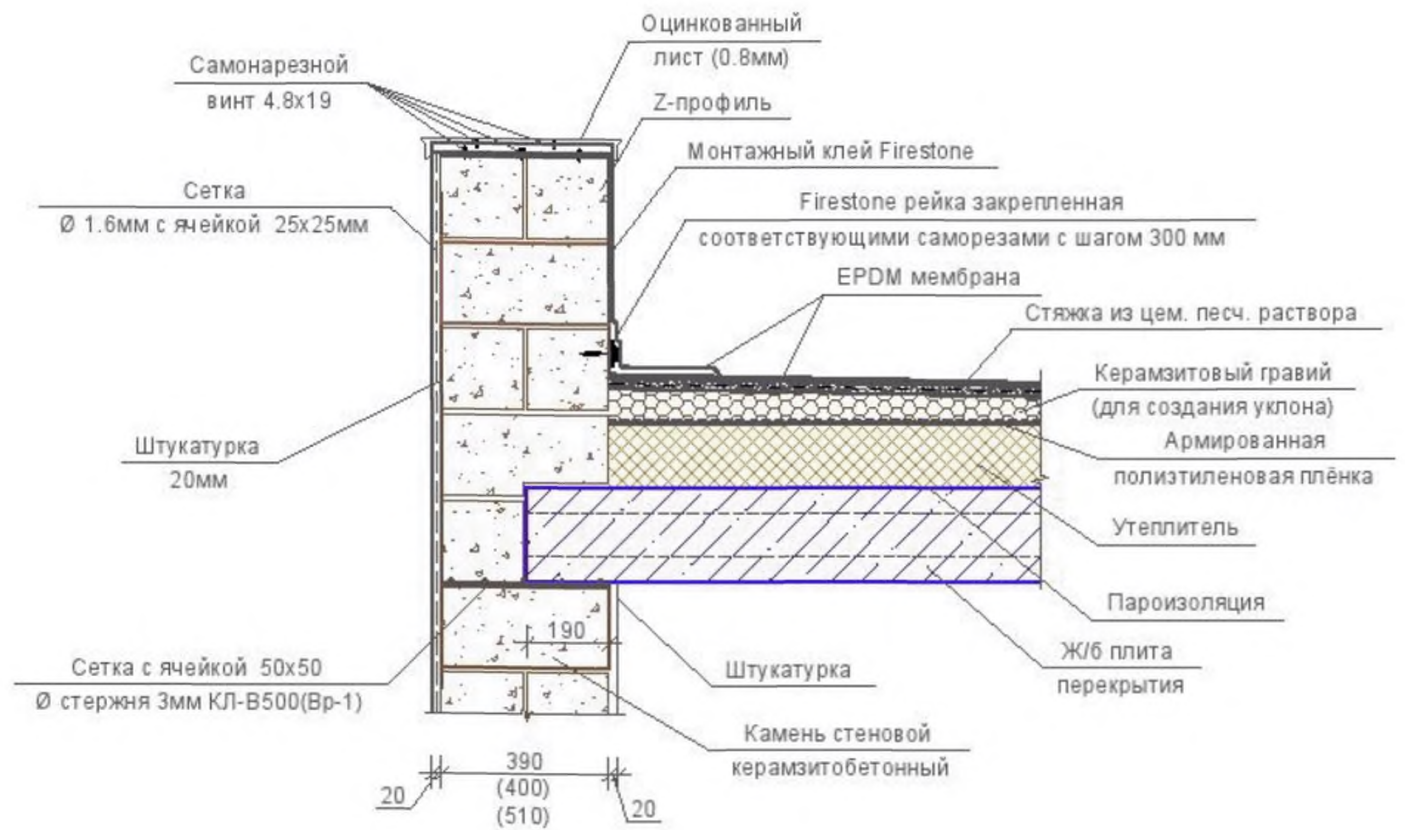 Оцинкованный
лист (0.8мм)
Самонарезной
винт 4.8х19
Z-профиль
Монтажный клей Firestone
Сетка
Ø 1.6мм с ячейкой 25х25мм
Firestone рейка закрепленная
соответствующими саморезами с шагом 300 мм
EPDM мембрана
Стяжка из цем. песч. раствора
Керамзитовый гравий
(для создания уклона)
Армированная
полиэтиленовая плёнка
Штукатурка
20мм
Утеплитель
Пароизоляция
190
Ж/б плита
перекрытия
Сетка с ячейкой 50х50
Ø стержня 3мм КЛ-В500(Вр-1)
Штукатурка
Камень стеновой
керамзитобетонный
390
(400)
(510)
20
20